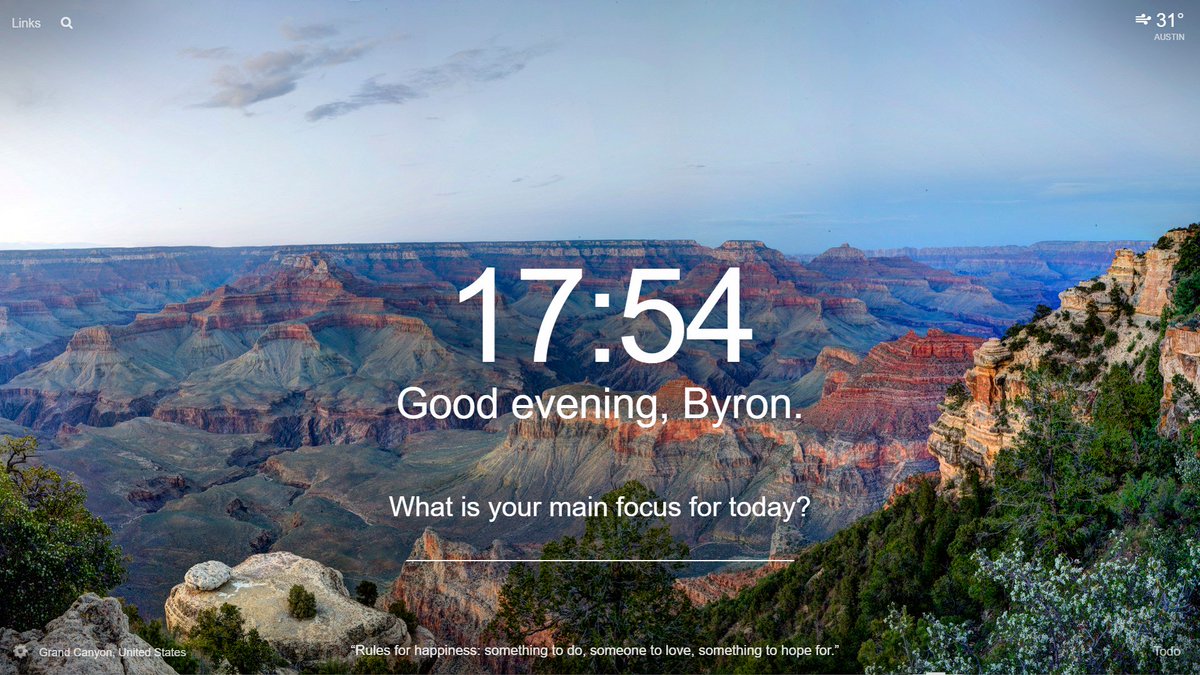 Links
31°
AUSTIN
17:54
Good evening, Byron.
What is your main focus for today?
Grand Canyon, United States
“Rules for happiness: something to do, someone to love, something to hope for.”
Todo